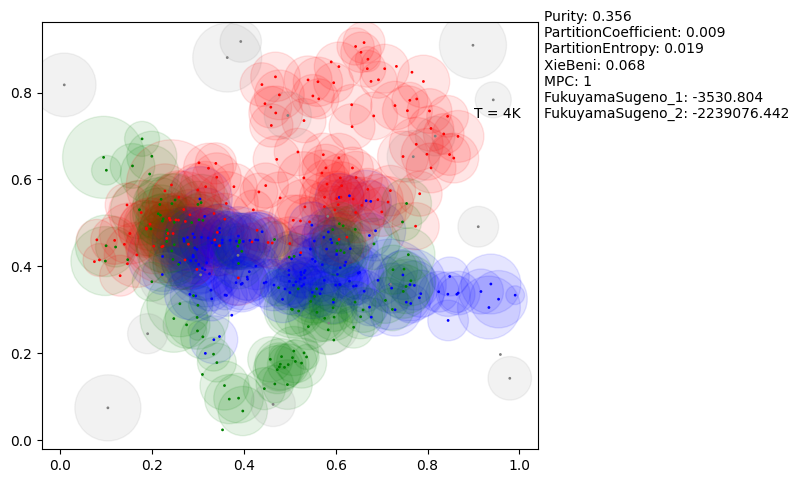 Purity: 0.356
PartitionCoefficient: 0.009
PartitionEntropy: 0.019
XieBeni: 0.068
MPC: 1
FukuyamaSugeno_1: -3530.804
FukuyamaSugeno_2: -2239076.442
T = 4K
0.8
0.6
0.4
0.2
0.0
0.0 0.2 0.4 0.6 0.8 1.0